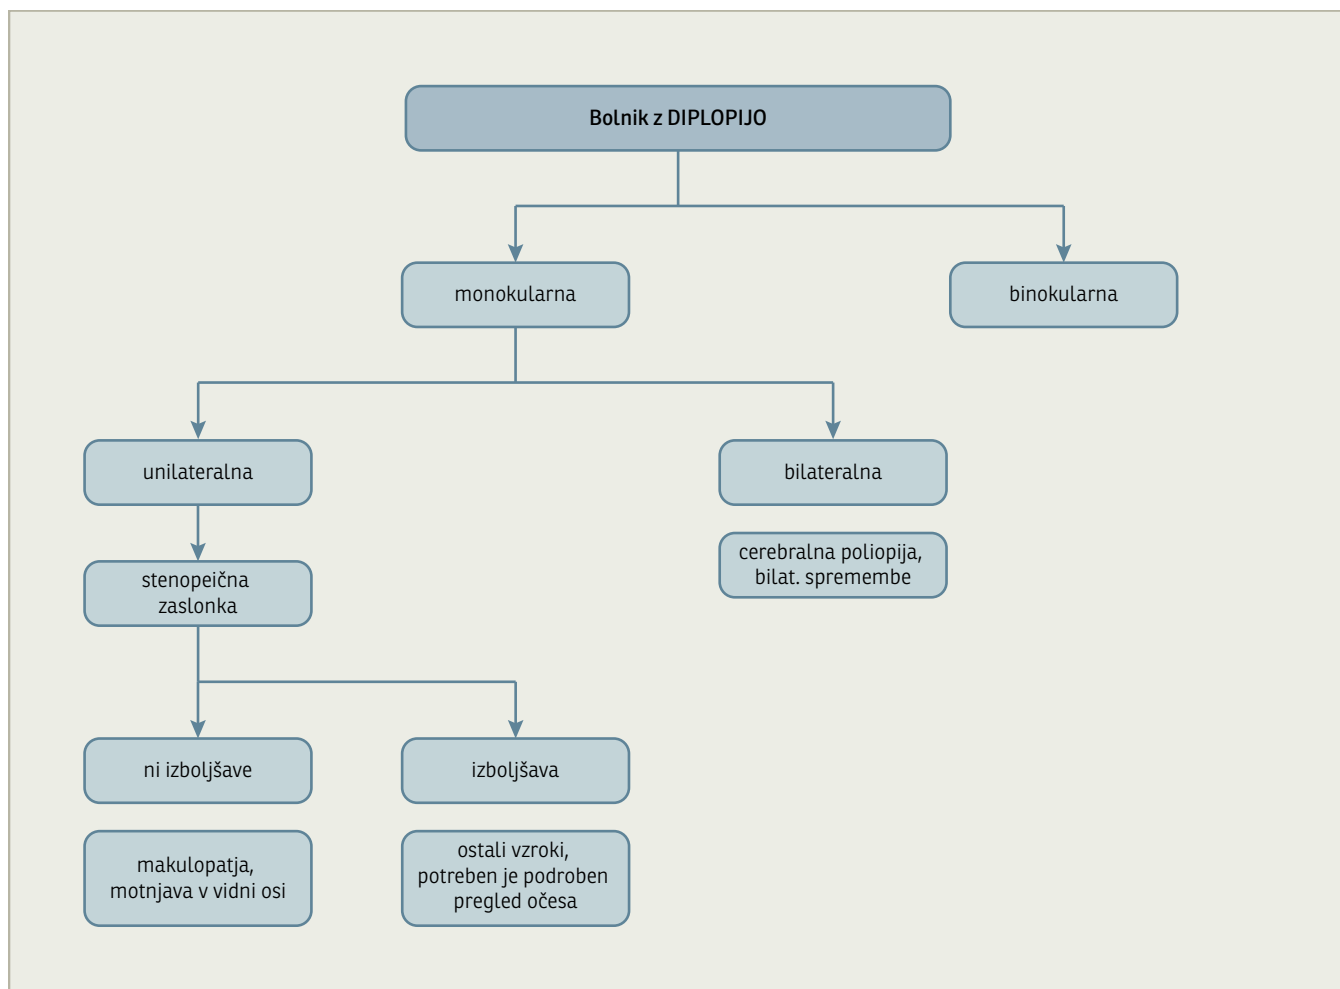 Bolnik z DIPLOPIJO
monokularna
binokularna
unilateralna
bilateralna
stenopeična
zaslonka
cerebralna poliopija,
bilat. spremembe
ni izboljšave
izboljšava
makulopatja,
motnjava v vidni osi
ostali vzroki,
potreben je podroben
pregled očesa